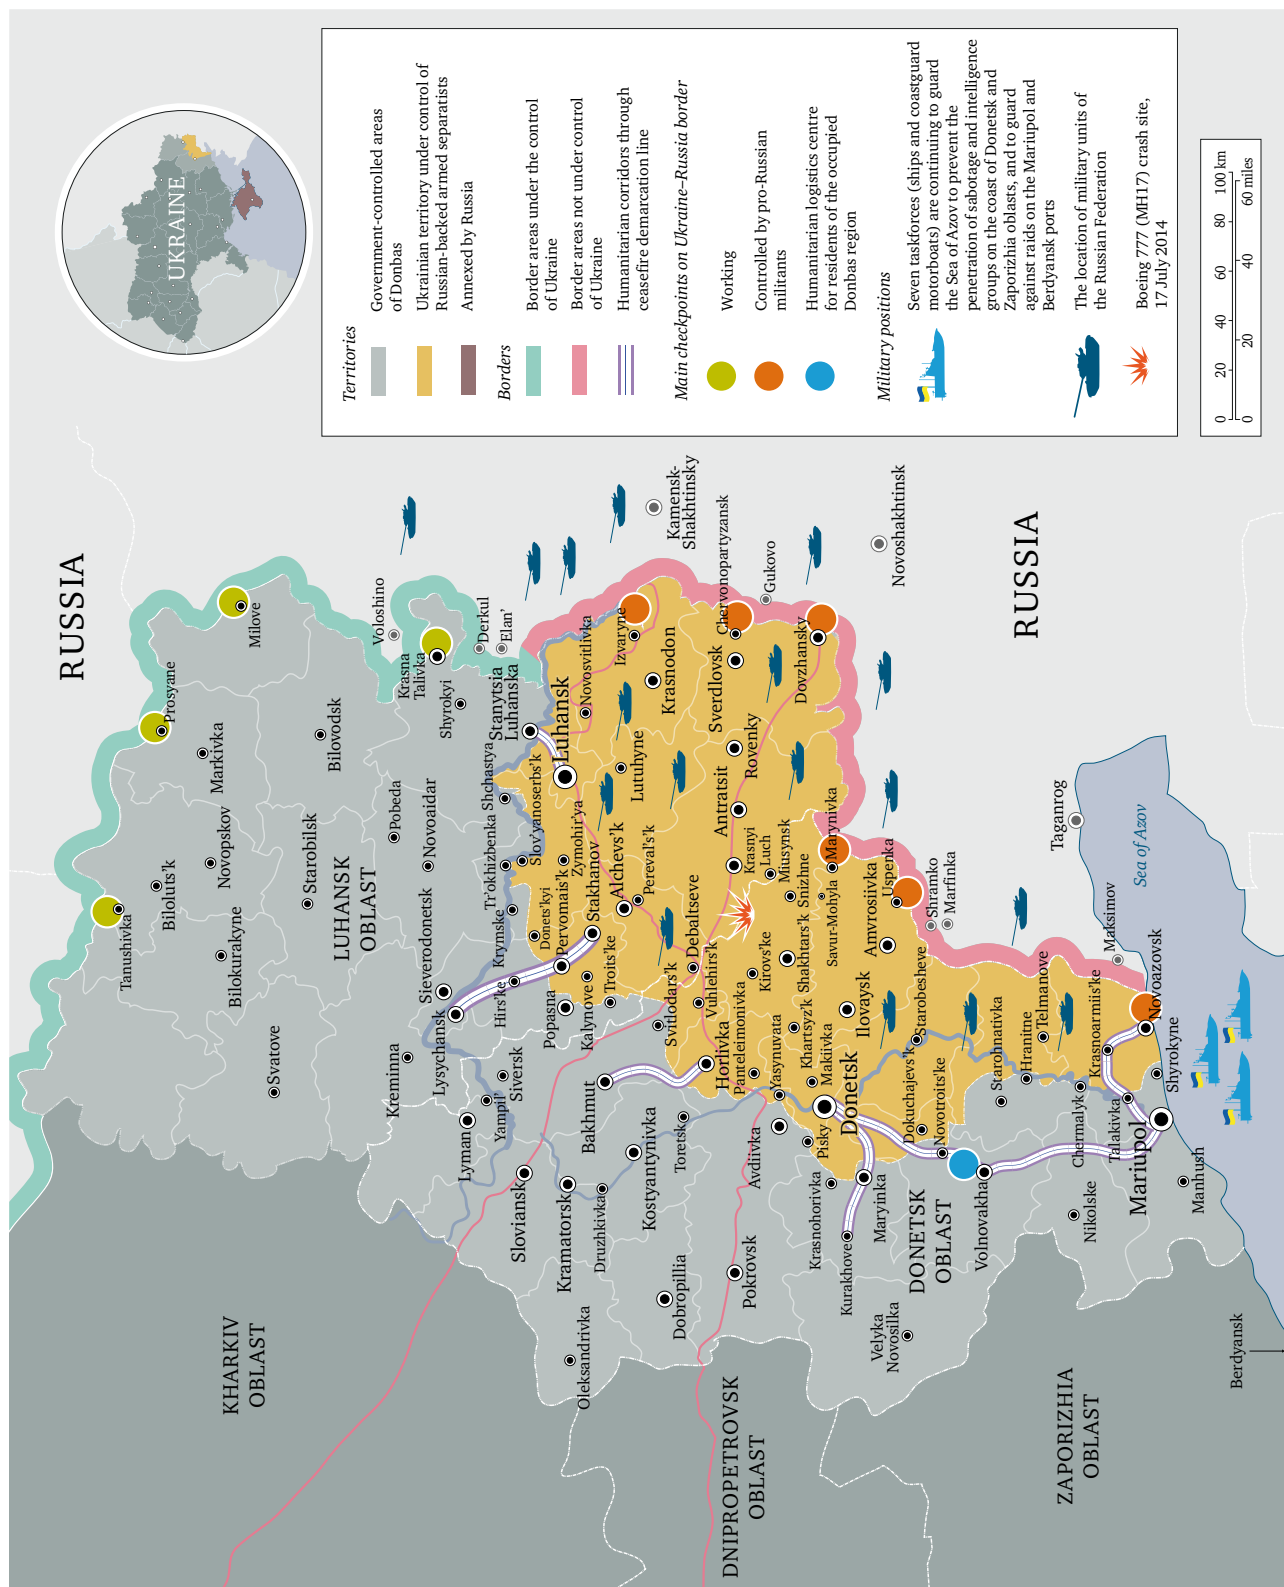 UKRAINE
Territories
Government-controlled areas
of Donbas
Ukrainian territory under control of
Russian-backed armed separatists
Annexed by Russia
Borders
Border areas under the control
of Ukraine
Border areas not under control
of Ukraine
Humanitarian corridors through
ceasefire demarcation line
Main checkpoints on Ukraine–Russia border
Working
Controlled by pro-Russian
militants
Humanitarian logistics centre
for residents of the occupied
Donbas region
Military positions
Seven taskforces (ships and coastguard
motorboats) are continuing to guard
the Sea of Azov to prevent the
penetration of sabotage and intelligence
groups on the coast of Donetsk and
Zaporizhia oblasts, and to guard
against raids on the Mariupol and
Berdyansk ports
The location of military units of
the Russian Federation
Boeing 777 (MH17) crash site,
17 July 2014
0 20 40 60 80 100 km
0 20 40 60 miles
RUSSIA
Milove
Prosyane
Markivka
Tanushivka
Biloluts'k
Novopskov
Bilokurakyne
Svatove
Starobilsk
Bilovodsk
LUHANSK
OBLAST
Voloshino
Krasna
Talivka
Derkul
Elan'
Shyrokyi
Stanytsia
Luhanska
Pobeda
Novoaidar
Shchastya
Tr'okhizbenka
Slov'yanoserbs'k
Krymske
Sieverodonetsk
Lysychansk
Kreminna
Hirs'ke
Donets'kyi
Pervomais'k
Zymohir'ya
Stakhanov
Alchevs'k
Pereval's'k
Luhansk
Novosvitlivka
Lutuhyne
Izvaryne
Krasnodon
Sverdlovsk
Chervonopartyzansk
Gukovo
Kamensk-
Shakhtinsky
Novoshakhtinsk
RUSSIA
Dovzhansky
Rovenky
Antratsit
Krasnyi
Luch
Miusynsk
Marynivka
Snizhne
Savur-Mohyla
Shakhtars'k
Kirovs'ke
Debaltseve
Vuhlehirs'k
Svitlodars'k
Troits'ke
Kalynove
Popasna
Siversk
Yampil'
Lyman
Bakhmut
Horlivka
Panteleimonivka
Yasynuvata
Khartsyz'k
Makiivka
Ilovaysk
Amvrosiivka
Uspenka
Shramko
Marfinka
Taganrog
Sea of Azov
Maksimov
Novoazovsk
Telmanove
Krasnoarmiis'ke
Hranitne
Starohnativka
Starobesheve
Donetsk
Dokuchajevs'k
Novotroits'ke
Pisky
Avdiivka
Toretsk
Kostyantynivka
Druzhkivka
Kramatorsk
Sloviansk
Oleksandrivka
Dobropillia
Pokrovsk
Krasnohorivka
Maryinka
Kurakhove
DONETSK
OBLAST
Volnovakha
Velyka
Novosilka
Nikolske
Chermalyk
Talakivka
Shyrokyne
Mariupol
Manhush
Berdyansk
KHARKIV
OBLAST
DNIPROPETROVSK
OBLAST
ZAPORIZHIA
OBLAST